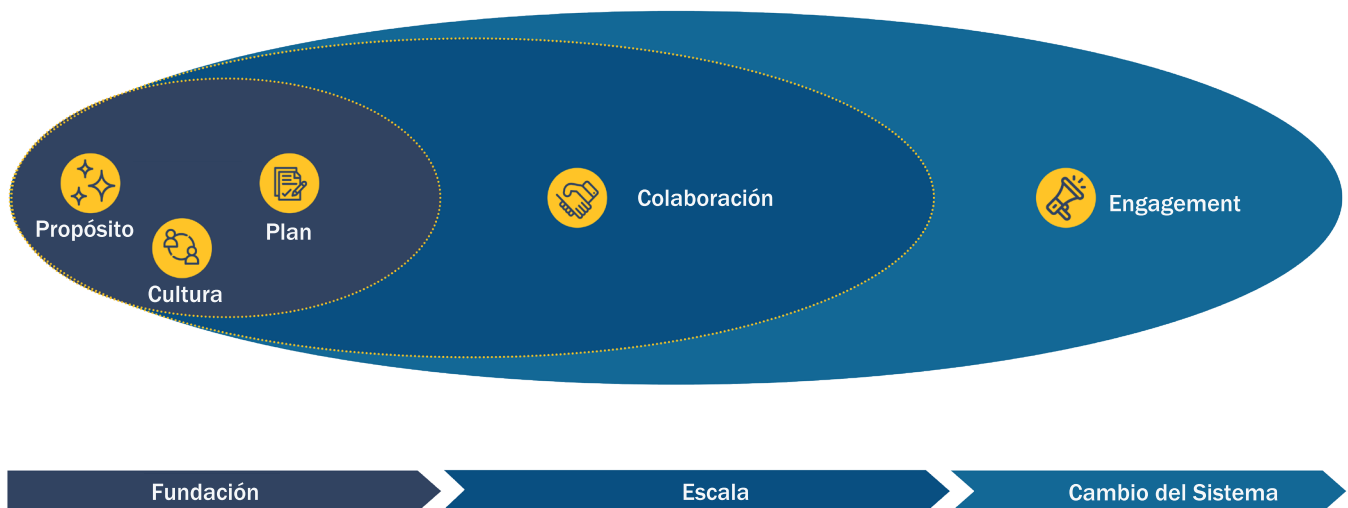 Propósito
Plan
Cultura
Colaboración
Engagement
Fundación
Escala
Cambio del Sistema